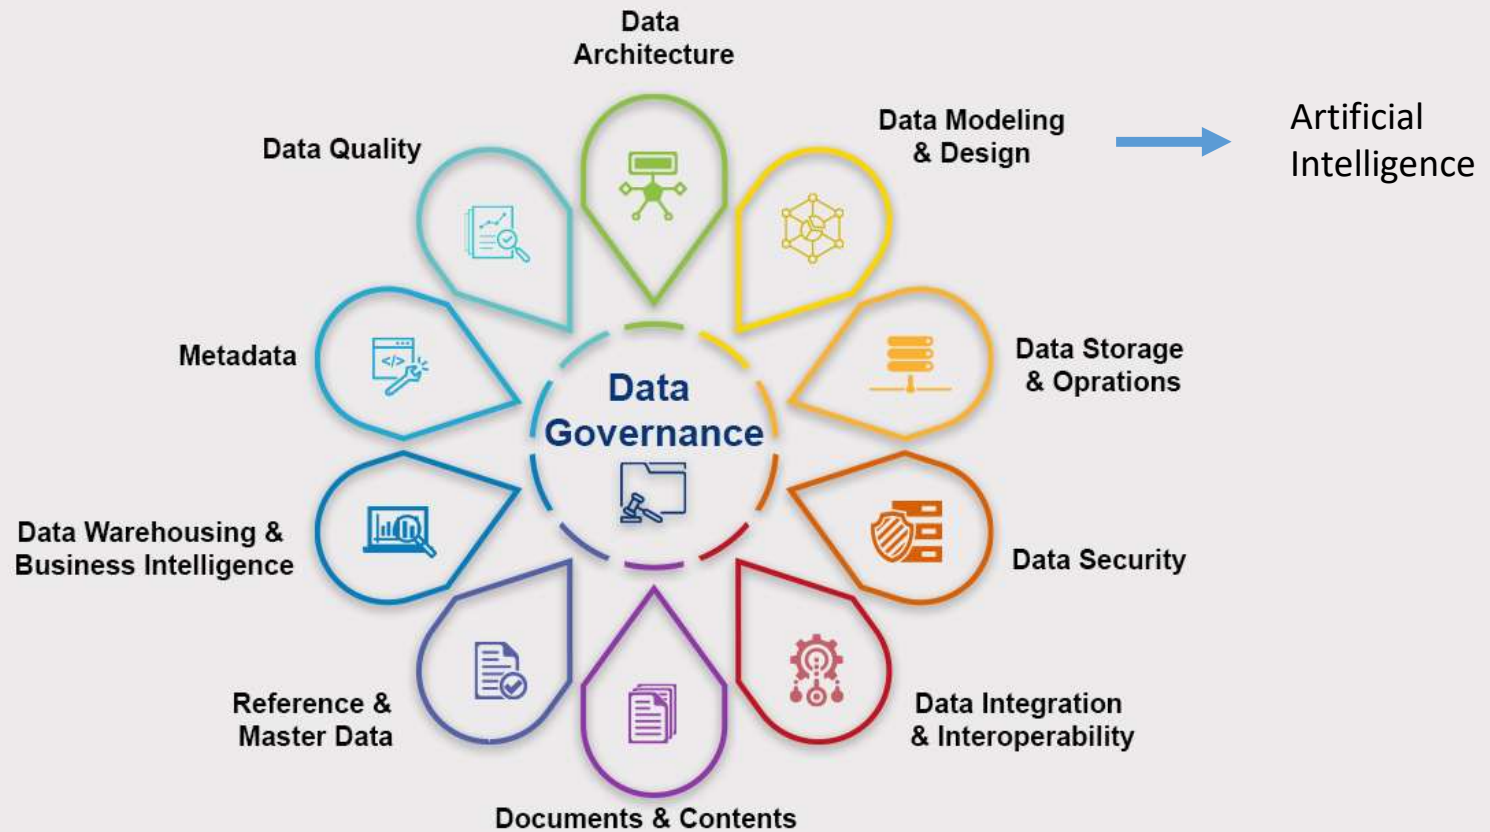 Data
Architecture
Data Modeling
& Design
Artificial
Intelligence
Data Quality
Metadata
Data Storage
& Oprations
Data
Governance
Data Warehousing &
Business Intelligence
Data Security
Reference &
Master Data
Data Integration
& Interoperability
Documents & Contents
</>